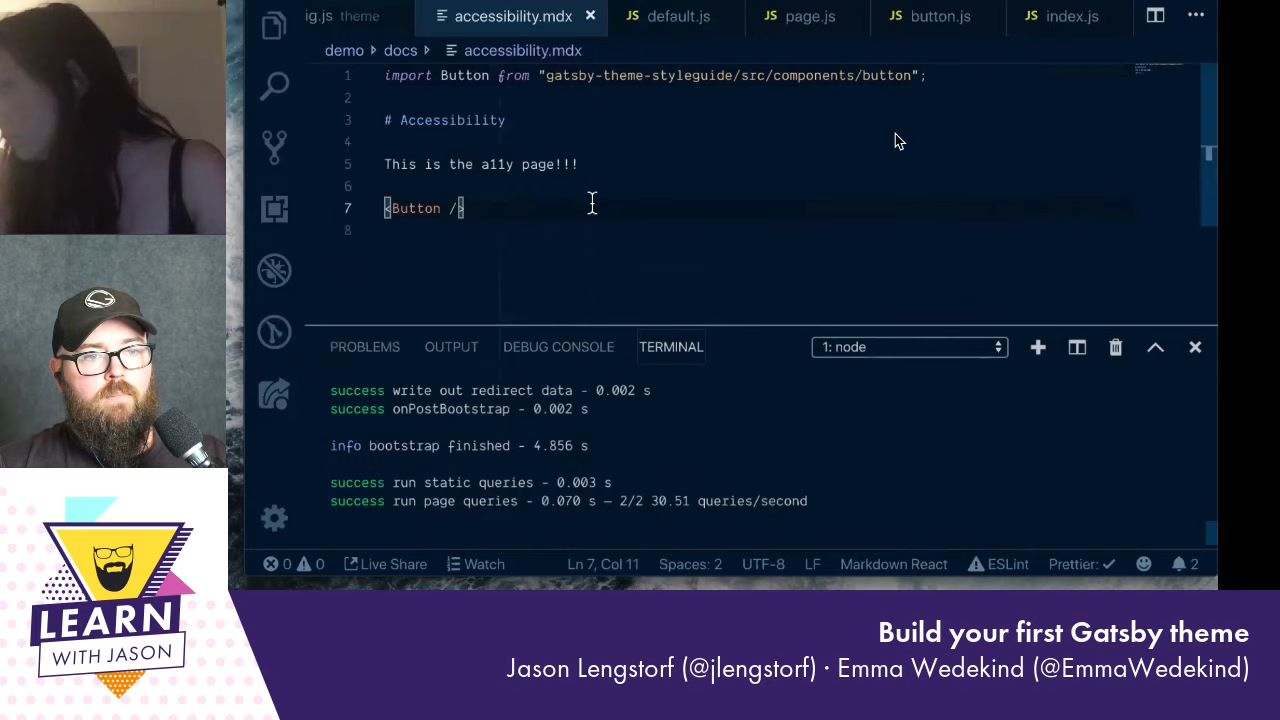 ig.js theme
accessibility.mdx
JS default.js
JS page.js
JS button.js
JS index.js
demo docs accessibility.mdx
1 import Button from "gatsby-theme-styleguide/src/components/button";
2
3 # Accessibility
4
5 This is the a11y page!!!
6
7 <Button />
8
PROBLEMS OUTPUT DEBUG CONSOLE TERMINAL 1: node
success write out redirect data - 0.002 s
success onPostBootstrap - 0.002 s
info bootstrap finished - 4.856 s
success run static queries - 0.003 s
success run page queries - 0.070 s — 2/2 30.51 queries/second
0 0 Live Share Watch Ln 7, Col 11 Spaces: 2 UTF-8 LF Markdown React ESLint Prettier: ✓ 2
LEARN
WITH JASON
Build your first Gatsby theme
Jason Lengstorf (@jlengstorf) · Emma Wedekind (@EmmaWedekind)